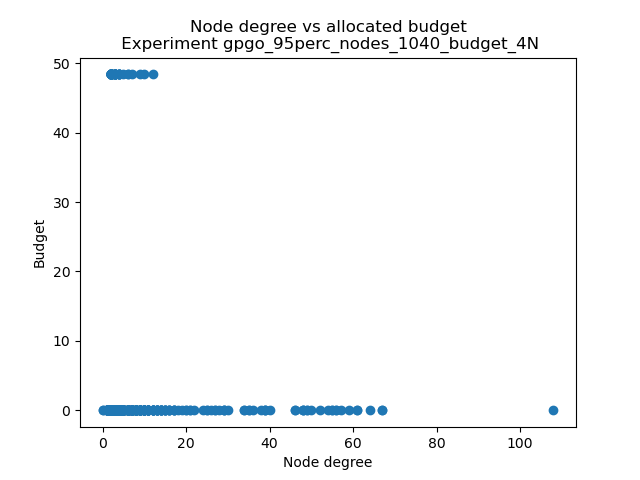 Node degree vs allocated budget
Experiment gpgo_95perc_nodes_1040_budget_4N
50
40
30
20
10
0
Budget
0 20 40 60 80 100
Node degree